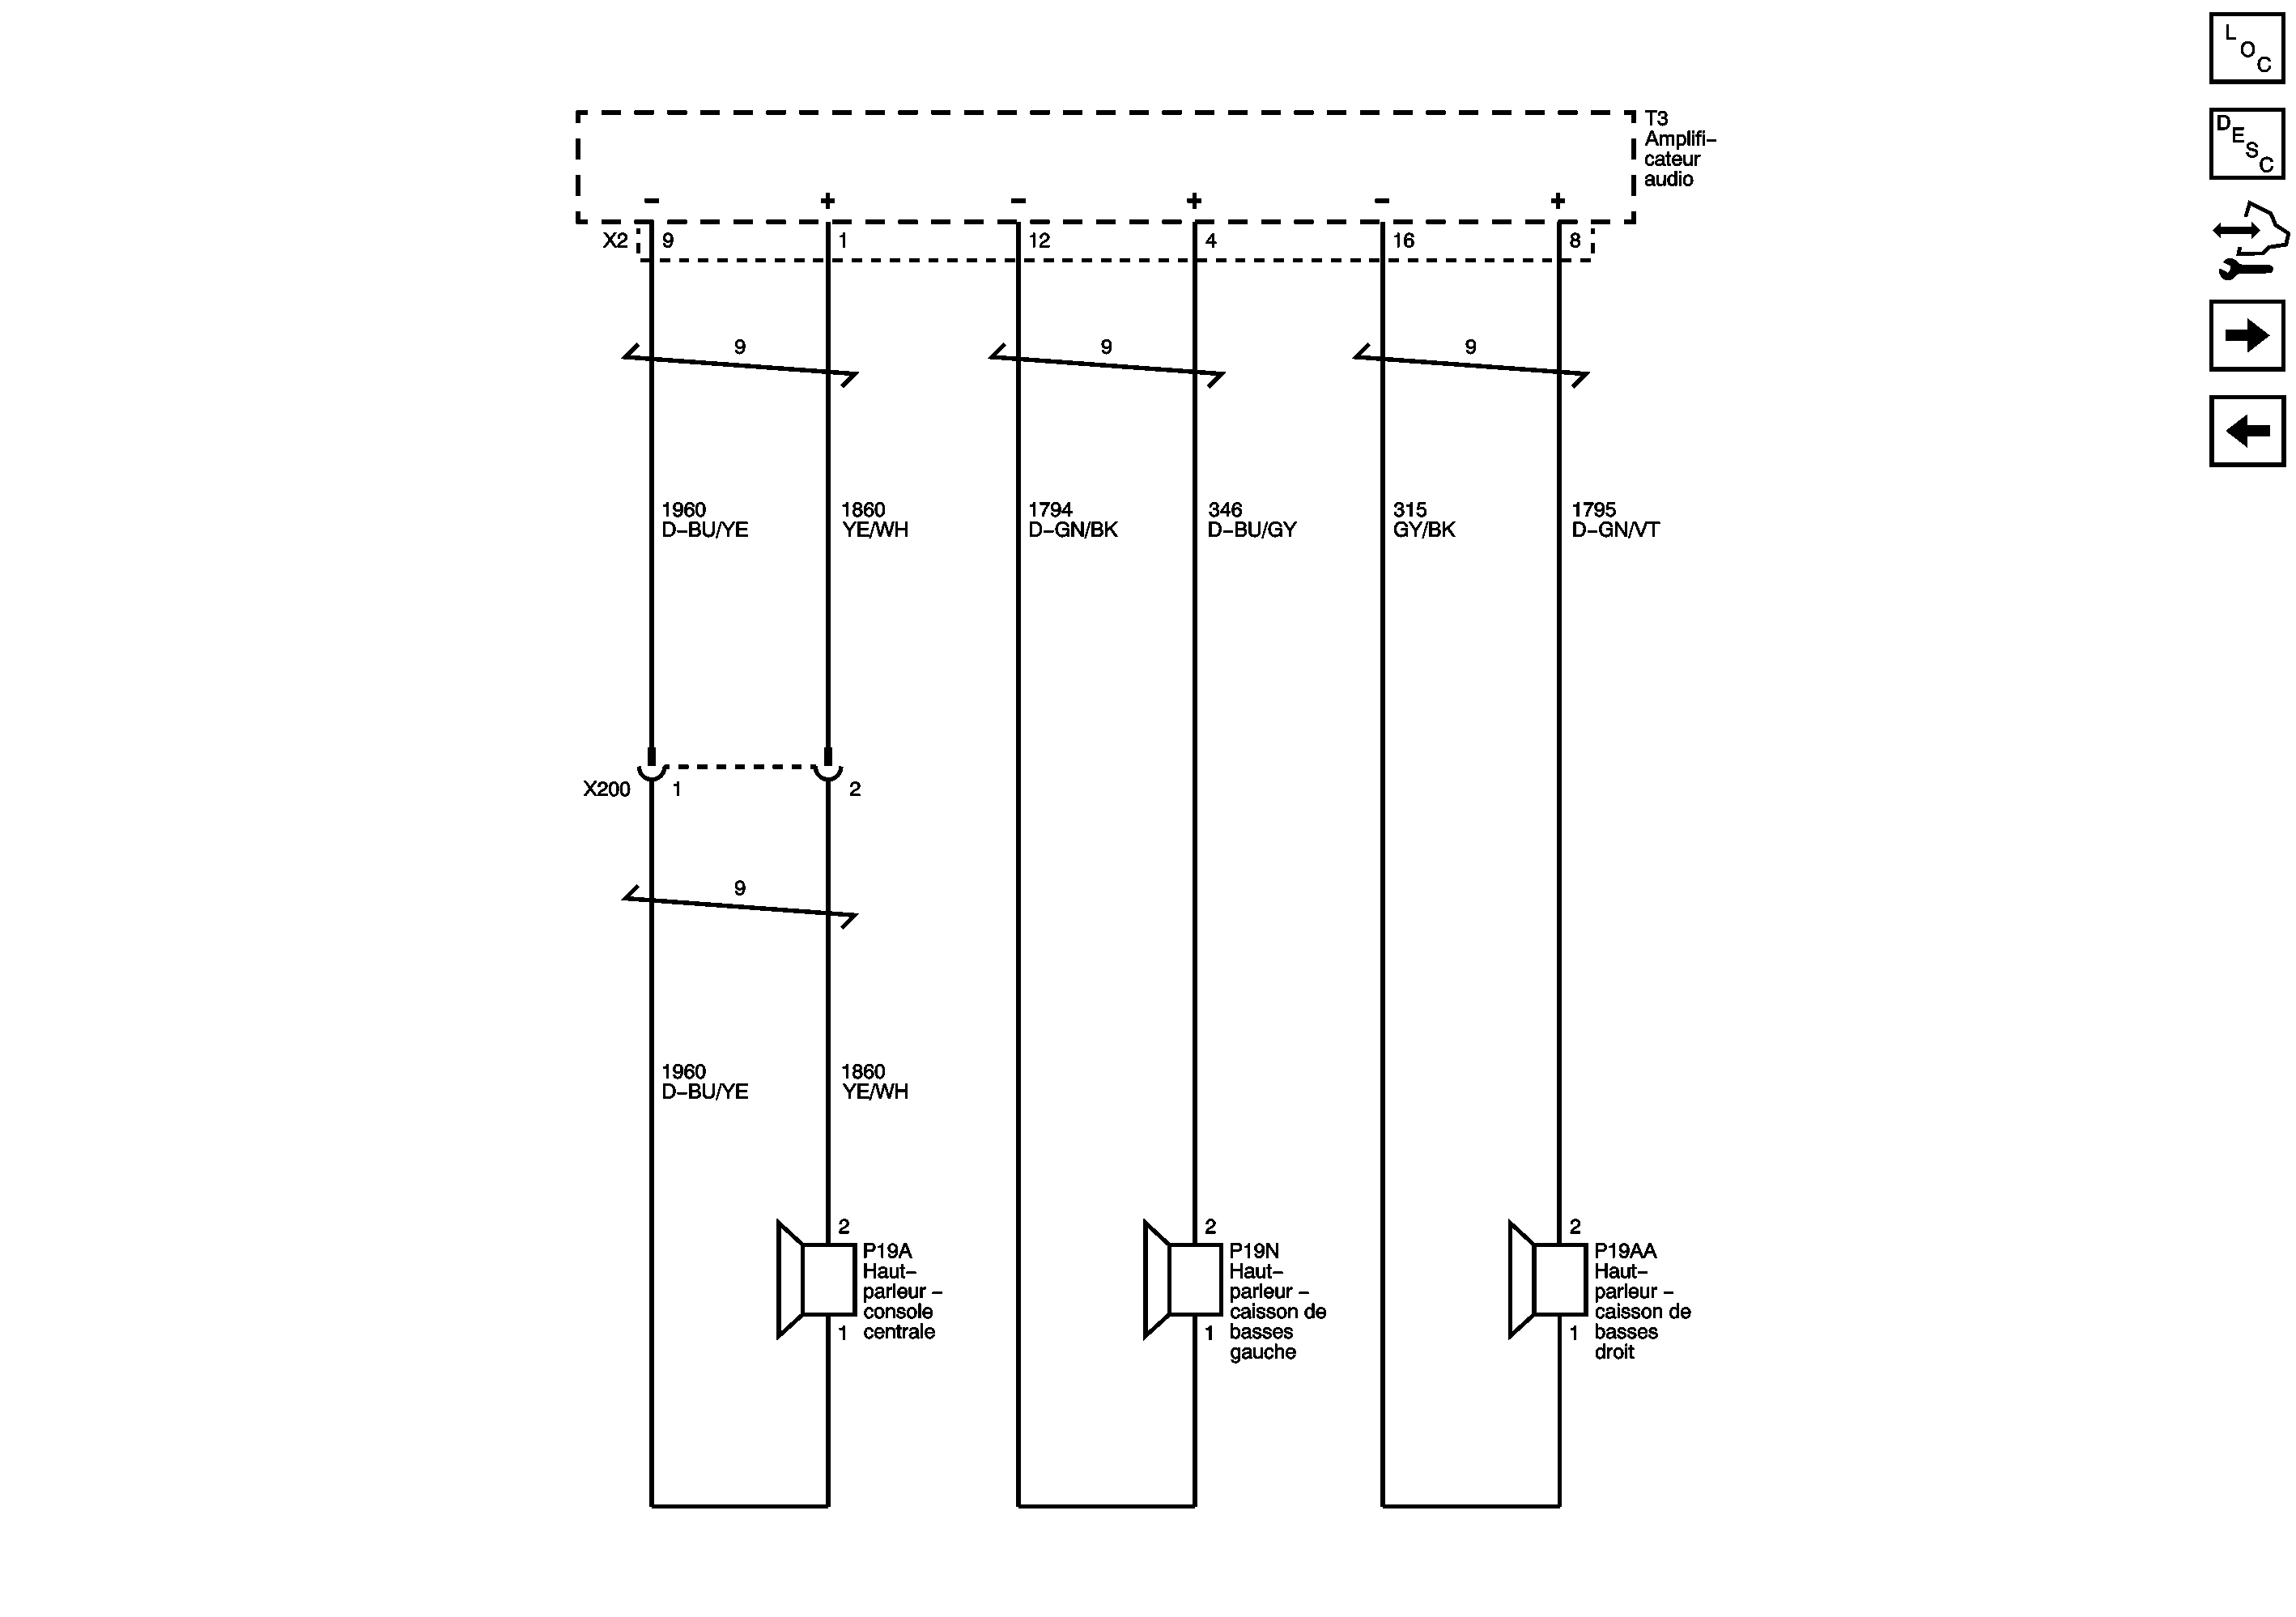 L
O
C
D
E
S
C
T3
Amplifi–
cateur
audio
– + – + – +
X2 9 1 12 4 16 8
9 9 9
1960 1860 1794 346 315 1795
D–BU/YE YE/WH D–GN/BK D–BU/GY GY/BK D–GN/VT
X200 1 2
9
1960 1860
D–BU/YE YE/WH
2 2 2
P19A P19N P19AA
Haut– Haut– Haut–
parleur – parleur – parleur –
console caisson de caisson de
1 centrale 1 basses 1 basses
gauche droit